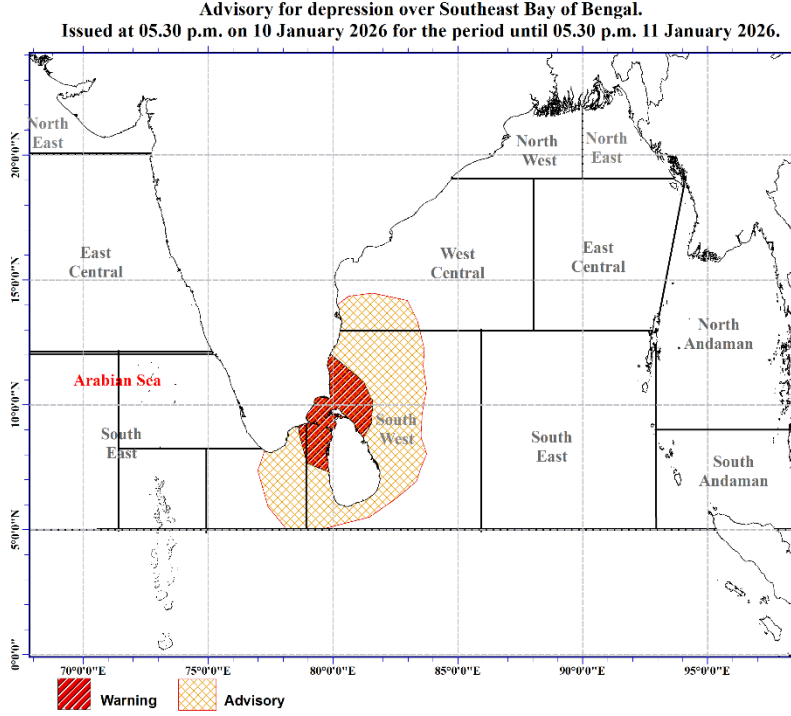 Advisory for depression over Southeast Bay of Bengal.
Issued at 05.30 p.m. on 10 January 2026 for the period until 05.30 p.m. 11 January 2026.
North
East
North
West
North
East
20°0'0"N
East
Central
West
Central
East
Central
15°0'0"N
North
Andaman
Arabian Sea
10°0'0"N
South
East
South
West
South
East
South
Andaman
5°0'0"N
0°0'0"
70°0'0"E
75°0'0"E
80°0'0"E
85°0'0"E
90°0'0"E
95°0'0"E
Warning
Advisory